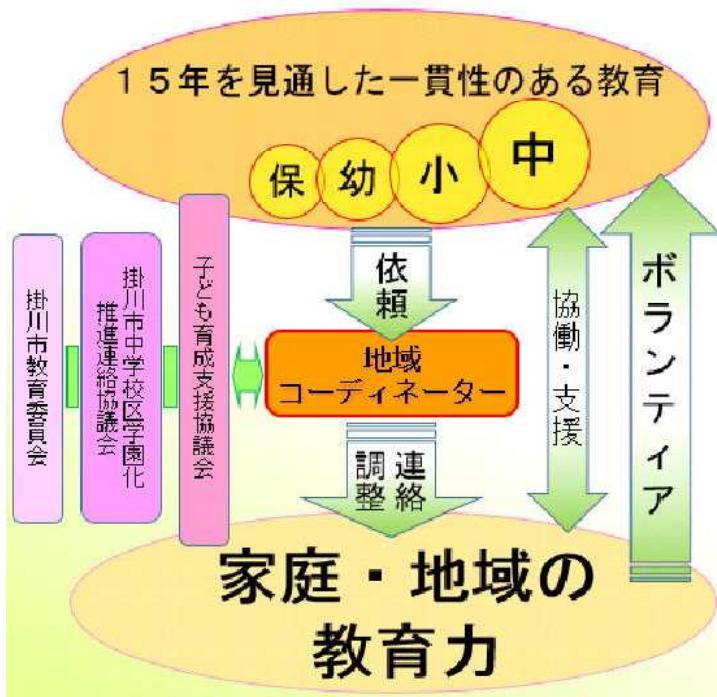 １５年を見通した一貫性のある教育
保
幼
小
中
掛川市教育委員会
掛川市中学校区学園化
推進連絡協議会
子ども育成支援協議会
依頼
地域
コーディネーター
連絡
調整
協働・支援
ボランティア
家庭・地域の
教育力